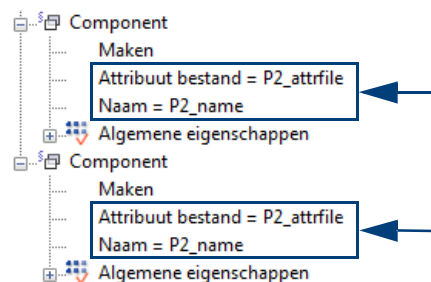 Component
Maken
Attribuut bestand = P2_attrfile
Naam = P2_name
Algemene eigenschappen
Component
Maken
Attribuut bestand = P2_attrfile
Naam = P2_name
Algemene eigenschappen